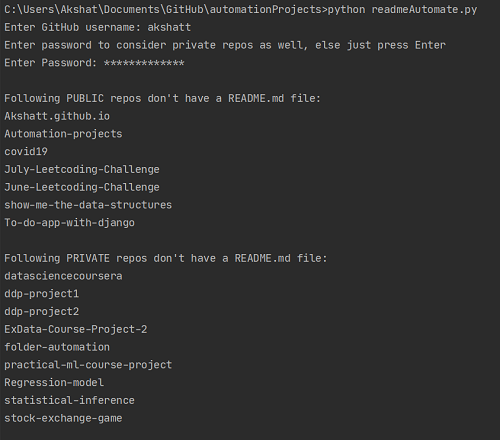 C:\Users\Akshat\Documents\GitHub\automationProjects>python readmeAutomate.py
Enter GitHub username: akshatt
Enter password to consider private repos as well, else just press Enter
Enter Password: *************
Following PUBLIC repos don't have a README.md file:
Akshatt.github.io
Automation-projects
covid19
July-Leetcoding-Challenge
June-Leetcoding-Challenge
show-me-the-data-structures
To-do-app-with-django
Following PRIVATE repos don't have a README.md file:
datasciencecoursera
ddp-project1
ddp-project2
ExData-Course-Project-2
folder-automation
practical-ml-course-project
Regression-model
statistical-inference
stock-exchange-game